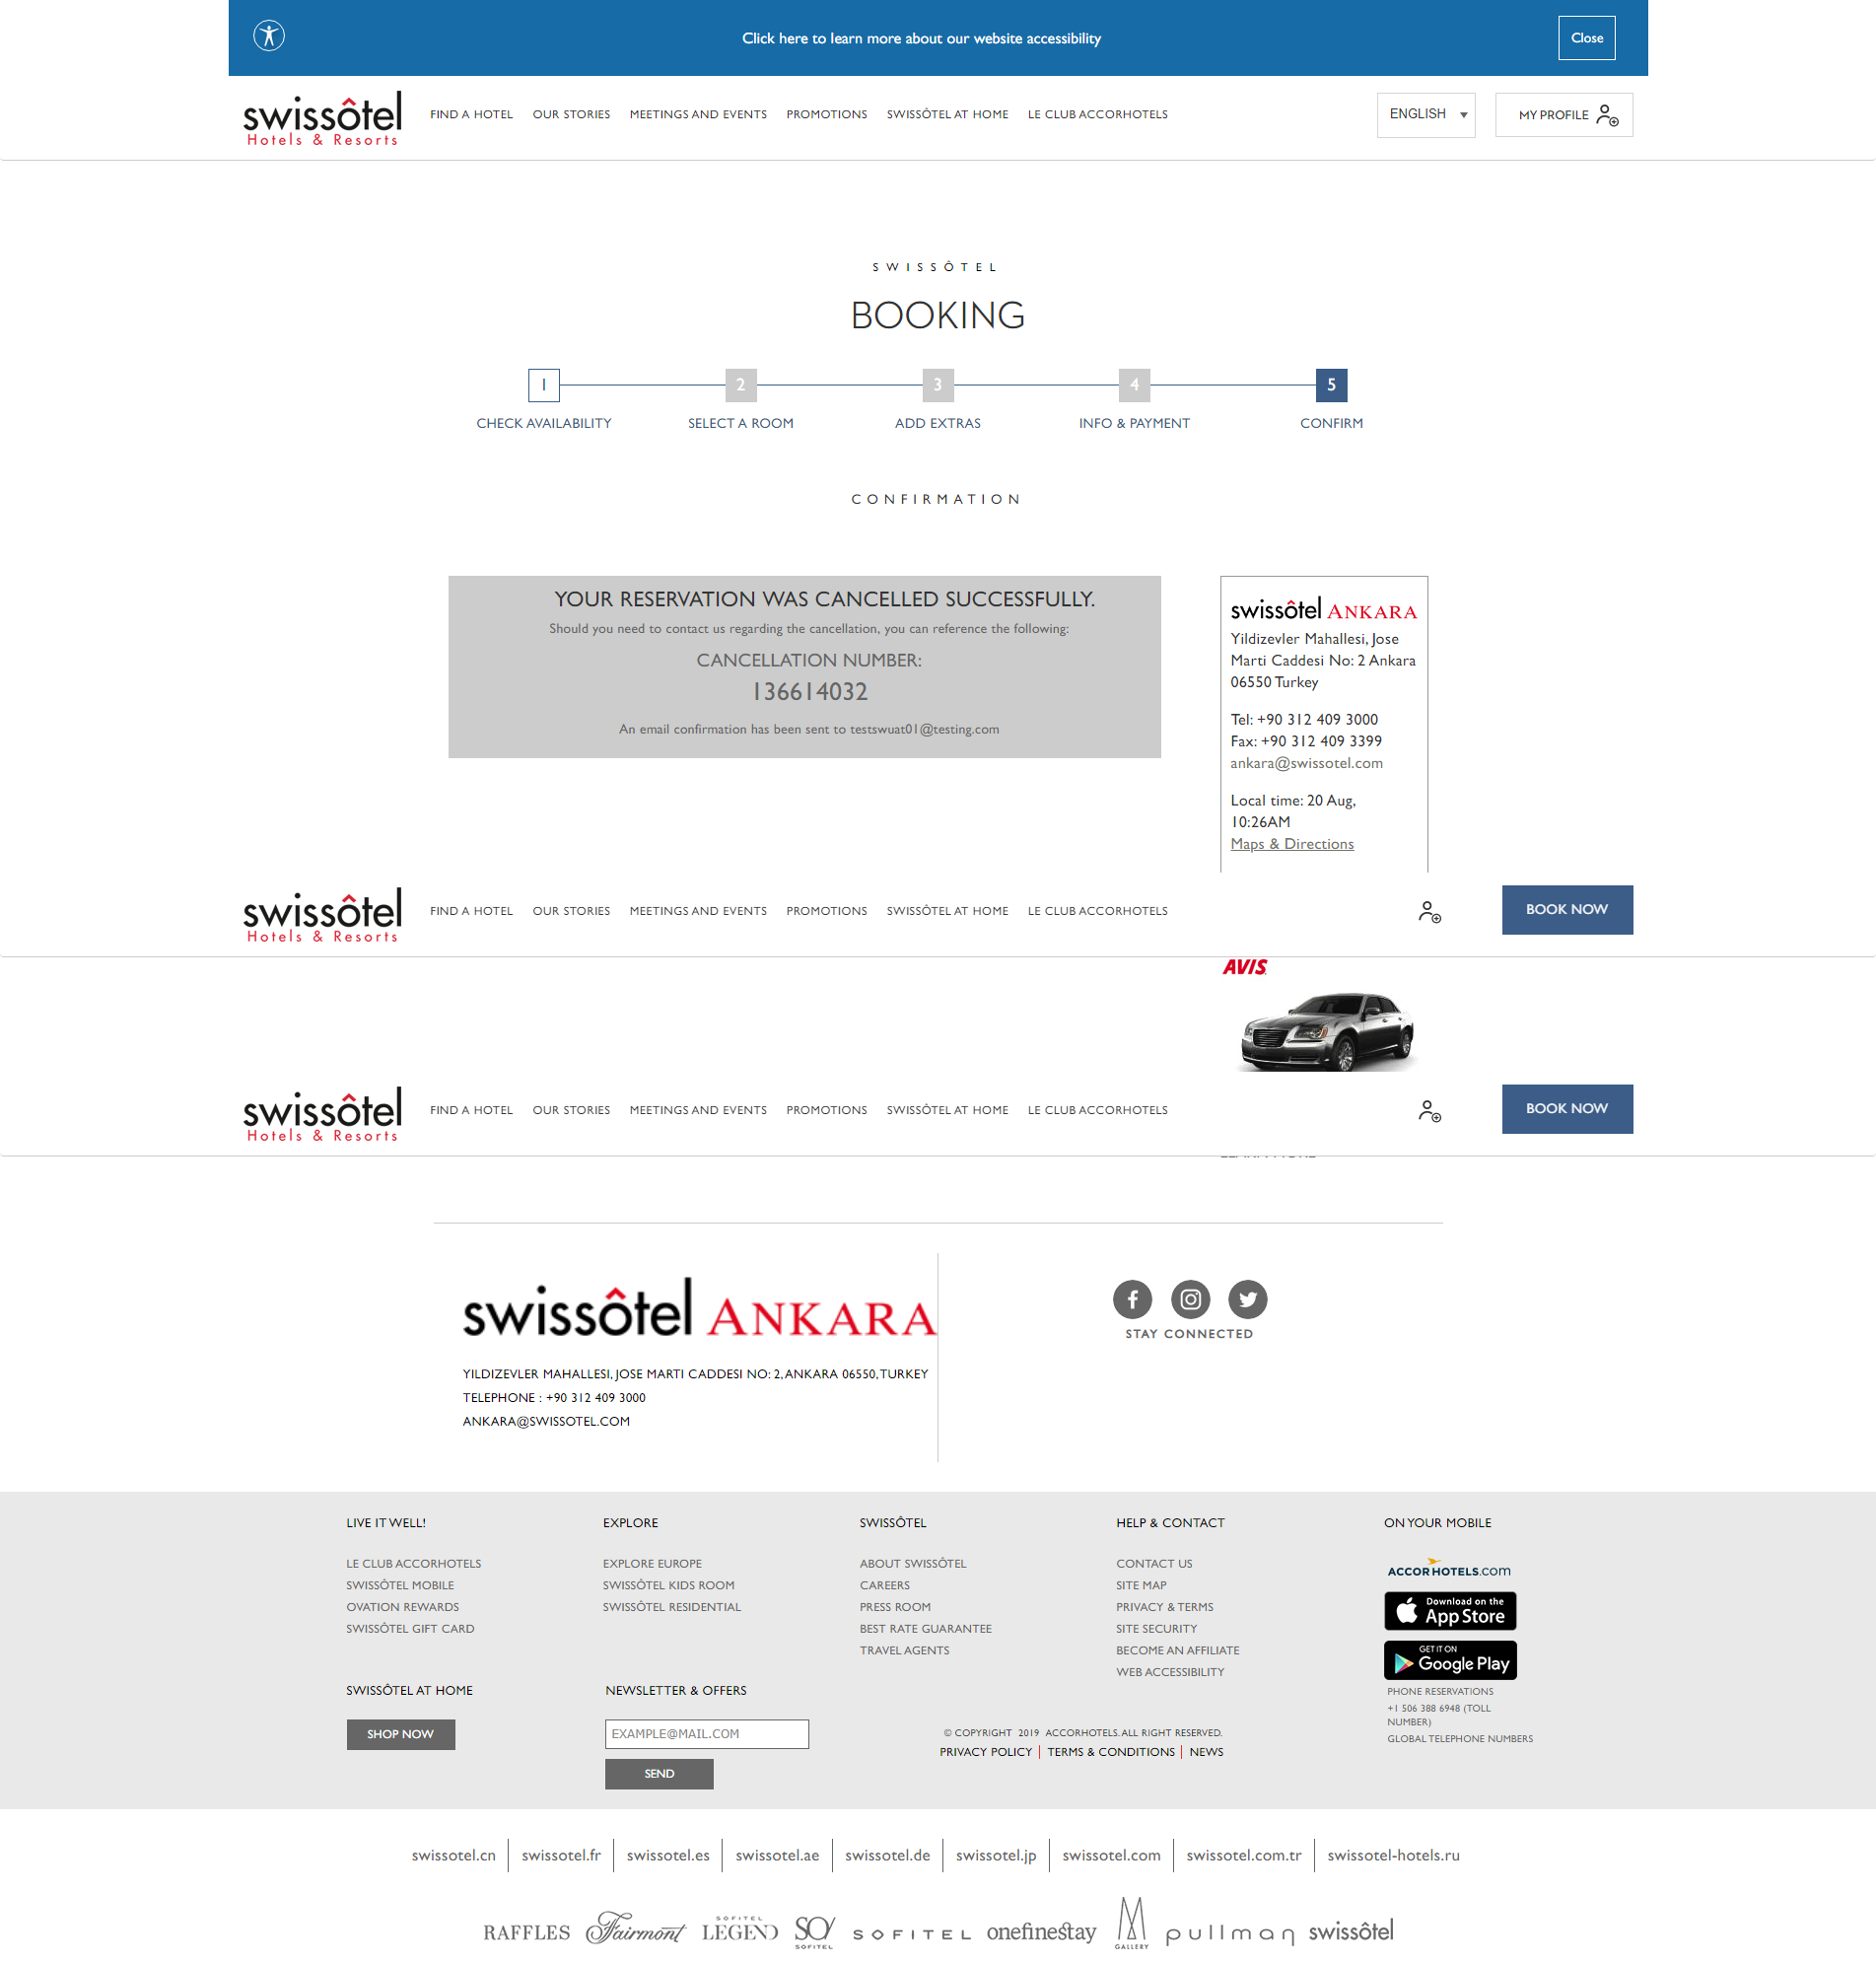 Click here to learn more about our website accessibility
Close
swissôtel
Hotels & Resorts
FIND A HOTEL
OUR STORIES
MEETINGS AND EVENTS
PROMOTIONS
SWISSÔTEL AT HOME
LE CLUB ACCORHOTELS
ENGLISH
MY PROFILE
SWISSÔTEL
BOOKING
1
2
3
4
5
CHECK AVAILABILITY
SELECT A ROOM
ADD EXTRAS
INFO & PAYMENT
CONFIRM
CONFIRMATION
YOUR RESERVATION WAS CANCELLED SUCCESSFULLY.
Should you need to contact us regarding the cancellation, you can reference the following:
CANCELLATION NUMBER:
136614032
An email confirmation has been sent to testswuat01@testing.com
swissôtel ANKARA
Yildizevler Mahallesi, Jose
Marti Caddesi No: 2 Ankara
06550 Turkey
Tel: +90 312 409 3000
Fax: +90 312 409 3399
ankara@swissotel.com
Local time: 20 Aug,
10:26AM
Maps & Directions
swissôtel
Hotels & Resorts
FIND A HOTEL
OUR STORIES
MEETINGS AND EVENTS
PROMOTIONS
SWISSÔTEL AT HOME
LE CLUB ACCORHOTELS
BOOK NOW
AVIS
swissôtel
Hotels & Resorts
FIND A HOTEL
OUR STORIES
MEETINGS AND EVENTS
PROMOTIONS
SWISSÔTEL AT HOME
LE CLUB ACCORHOTELS
BOOK NOW
swissôtel ANKARA
YILDIZEVLER MAHALLESI, JOSE MARTI CADDESI NO: 2, ANKARA 06550, TURKEY
TELEPHONE : +90 312 409 3000
ANKARA@SWISSOTEL.COM
STAY CONNECTED
LIVE IT WELL!
LE CLUB ACCORHOTELS
SWISSÔTEL MOBILE
OVATION REWARDS
SWISSÔTEL GIFT CARD
EXPLORE
EXPLORE EUROPE
SWISSÔTEL KIDS ROOM
SWISSÔTEL RESIDENTIAL
SWISSÔTEL
ABOUT SWISSÔTEL
CAREERS
PRESS ROOM
BEST RATE GUARANTEE
TRAVEL AGENTS
HELP & CONTACT
CONTACT US
SITE MAP
PRIVACY & TERMS
SITE SECURITY
BECOME AN AFFILIATE
WEB ACCESSIBILITY
ON YOUR MOBILE
ACCORHOTELS.com
Download on the
App Store
GET IT ON
Google Play
PHONE RESERVATIONS
+1 506 388 6948 (TOLL
NUMBER)
GLOBAL TELEPHONE NUMBERS
SWISSÔTEL AT HOME
SHOP NOW
NEWSLETTER & OFFERS
EXAMPLE@MAIL.COM
SEND
© COPYRIGHT 2019 ACCORHOTELS. ALL RIGHT RESERVED.
PRIVACY POLICY | TERMS & CONDITIONS | NEWS
swissotel.cn
swissotel.fr
swissotel.es
swissotel.ae
swissotel.de
swissotel.jp
swissotel.com
swissotel.com.tr
swissotel-hotels.ru
RAFFLES
Fairmont
SOFITEL
LEGEND
SO/
SOFITEL
SOFITEL
onefinestay
M
GALLERY
pullman
swissôtel